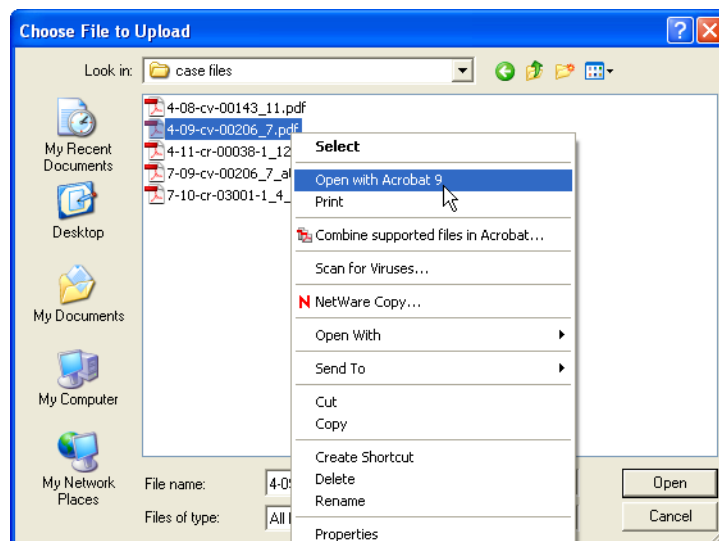 Choose File to Upload
Look in: case files
4-08-cv-00143_11.pdf
4-09-cv-00206_7.pdf
4-11-cr-00038-1_12
7-09-cv-00206_7_al
7-10-cr-03001-1_4_
My Recent
Documents
Desktop
My Documents
My Computer
My Network
Places
Select
Open with Acrobat 9
Print
Combine supported files in Acrobat...
Scan for Viruses...
N NetWare Copy...
Open With
Send To
Cut
Copy
Create Shortcut
Delete
Rename
Properties
File name: 4-09
Open
Files of type: All
Cancel